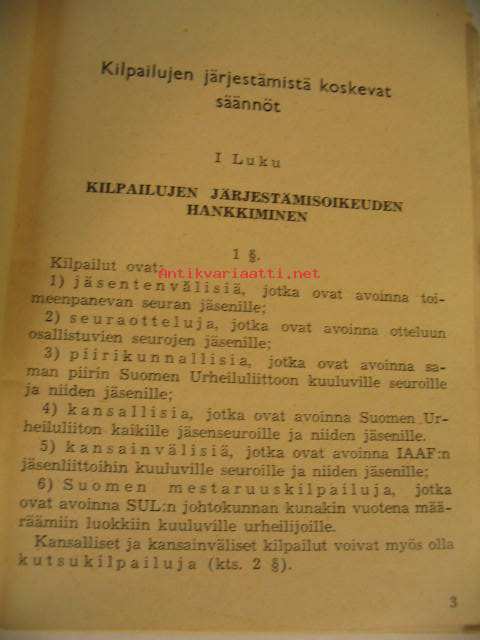 Kilpailujen järjestämistä koskevat
säännöt
I Luku
KILPAILUJEN JÄRJESTÄMISOIKEUDEN
HANKKIMINEN
1 §.
Kilpailut ovat:
Antikvariaatti.net
1) jäsentenvälisiä, jotka ovat avoinna toi-
meenpanevan seuran jäsenille;
2) seuraotteluja, jotka ovat avoinna otteluun
osallistuvien seurojen jäsenille;
3) piirikunnallisia, jotka ovat avoinna sa-
man piirin Suomen Urheiluliittoon kuuluville seuroille
ja niiden jäsenille;
4) kansallisia, jotka ovat avoinna Suomen Ur-
heiluliiton kaikille jäsenseuroille ja niiden jäsenille.
5) kansainvälisiä, jotka ovat avoinna IAAF:n
jäsenliittoihin kuuluville seuroille ja niiden jäsenille;
6) Suomen mestaruuskilpailuja, jotka
ovat avoinna SUL:n johtokunnan kunakin vuotena mää-
räämiin luokkiin kuuluville urheilijoille.
Kansalliset ja kansainväliset kilpailut voivat myös olla
kutsukilpailuja (kts. 2 §).
3